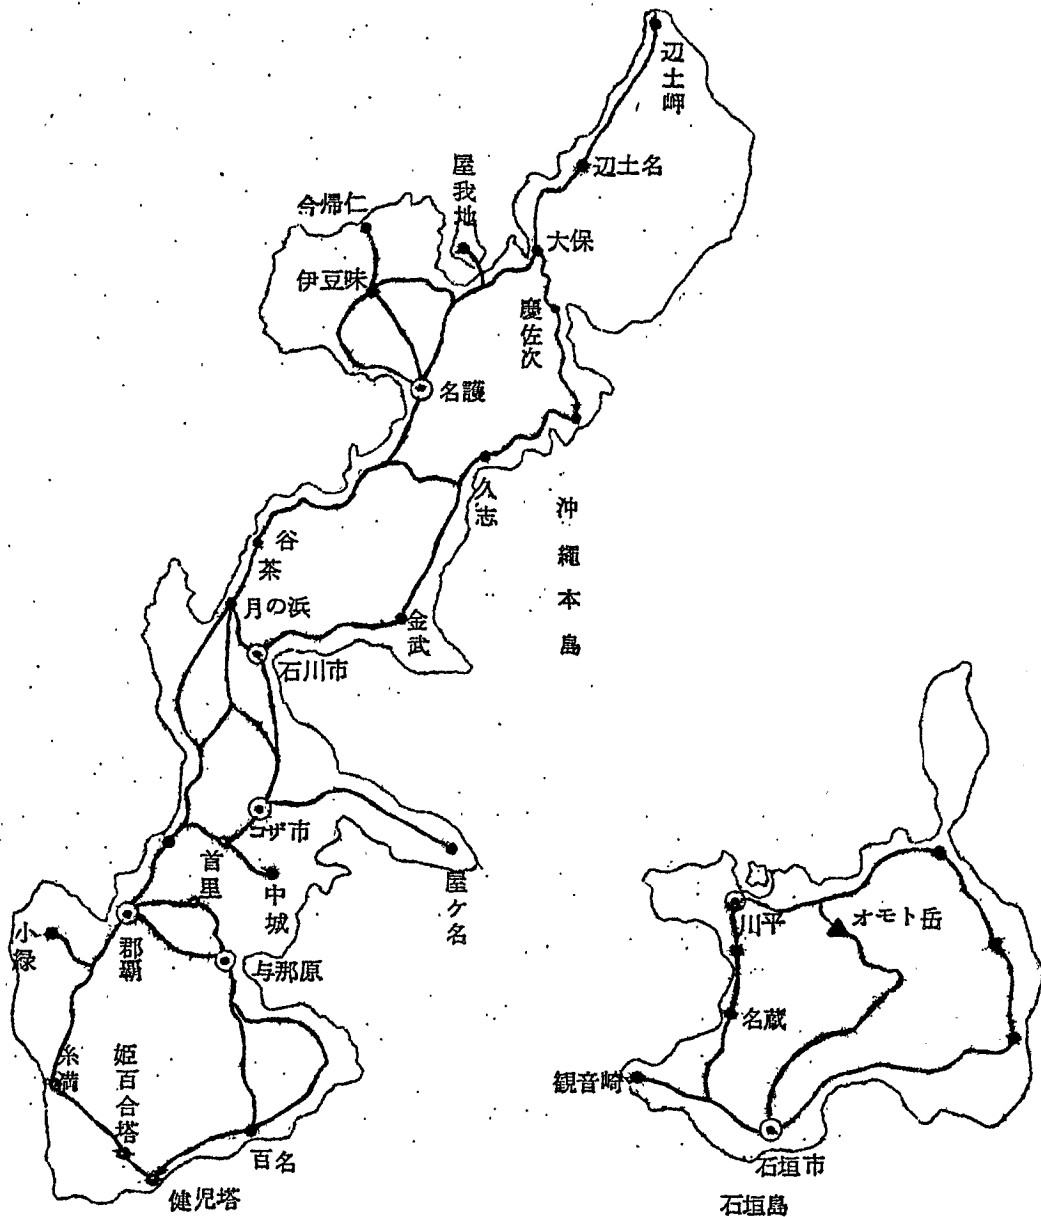 辺土岬
辺土名
屋我地
今帰仁
大保
伊豆味
慶佐次
名護
久志
沖縄本島
谷茶
月の浜
金武
石川市
コザ市
首里
中城
屋ケ名
小緑
郡覇
与那原
糸満
姫百合塔
百名
健児塔
川平
オモト岳
名蔵
観音崎
石垣市
石垣島